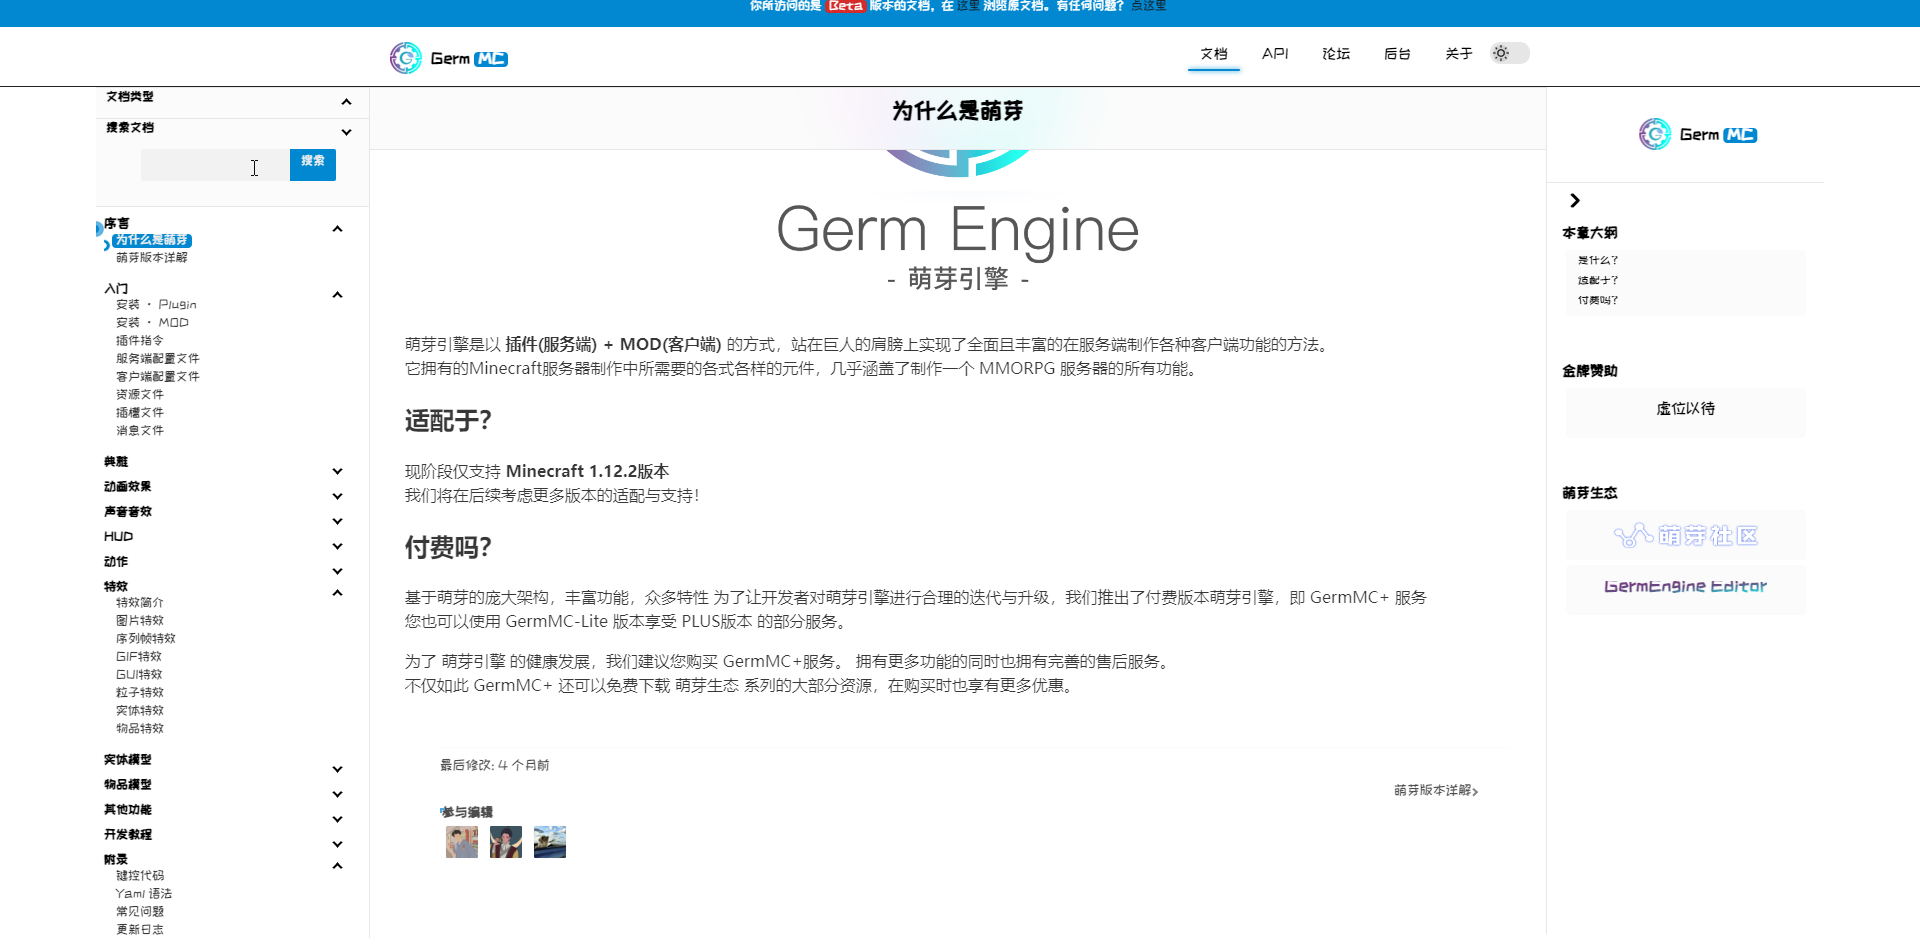 你所访问的是 Beta 版本的文档，在 这里 浏览原文档。有任何问题？ 点这里
Germ MC
文档
API
论坛
后台
关于
文档类型
搜索文档
搜索
序言
为什么是萌芽
萌芽版本详解
入门
安装 · Plugin
安装 · MOD
插件指令
服务端配置文件
客户端配置文件
资源文件
插槽文件
消息文件
典雅
动画效果
声音音效
HUD
动作
特效
特效简介
图片特效
序列帧特效
GIF特效
GUI特效
粒子特效
实体特效
物品特效
实体模型
物品模型
其他功能
开发教程
附录
键控代码
Yaml 语法
常见问题
更新日志
为什么是萌芽
Germ Engine
- 萌芽引擎 -
萌芽引擎是以 插件(服务端) + MOD(客户端) 的方式，站在巨人的肩膀上实现了全面且丰富的在服务端制作各种客户端功能的方法。
它拥有的Minecraft服务器制作中所需要的各式各样的元件，几乎涵盖了制作一个 MMORPG 服务器的所有功能。
适配于？
现阶段仅支持 Minecraft 1.12.2版本
我们将在后续考虑更多版本的适配与支持！
付费吗？
基于萌芽的庞大架构，丰富功能，众多特性 为了让开发者对萌芽引擎进行合理的迭代与升级，我们推出了付费版本萌芽引擎，即 GermMC+ 服务
您也可以使用 GermMC-Lite 版本享受 PLUS版本 的部分服务。
为了 萌芽引擎 的健康发展，我们建议您购买 GermMC+服务。 拥有更多功能的同时也拥有完善的售后服务。
不仅如此 GermMC+ 还可以免费下载 萌芽生态 系列的大部分资源，在购买时也享有更多优惠。
最后修改: 4 个月前
萌芽版本详解
参与编辑
Germ MC
本章大纲
是什么？
适配于？
付费吗？
金牌赞助
虚位以待
萌芽生态
萌芽社区
GermEngine Editor